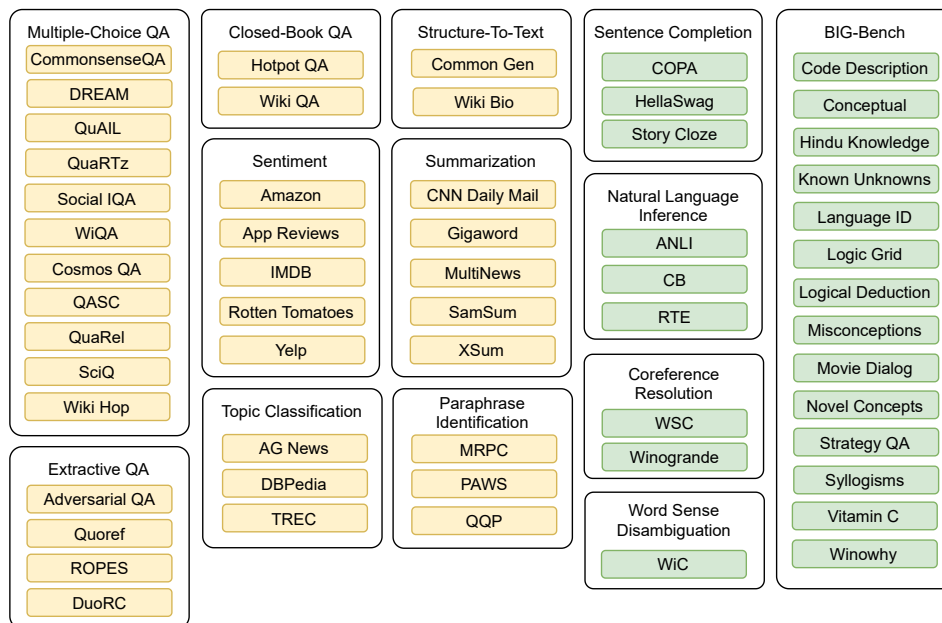 Multiple-Choice QA
CommonsenseQA
DREAM
QuAIL
QuaRTz
Social IQA
WiQA
Cosmos QA
QASC
QuaRel
SciQ
Wiki Hop
Extractive QA
Adversarial QA
Quoref
ROPES
DuoRC
Closed-Book QA
Hotpot QA
Wiki QA
Sentiment
Amazon
App Reviews
IMDB
Rotten Tomatoes
Yelp
Topic Classification
AG News
DBPedia
TREC
Structure-To-Text
Common Gen
Wiki Bio
Summarization
CNN Daily Mail
Gigaword
MultiNews
SamSum
XSum
Paraphrase
Identification
MRPC
PAWS
QQP
Sentence Completion
COPA
HellaSwag
Story Cloze
Natural Language
Inference
ANLI
CB
RTE
Coreference
Resolution
WSC
Winogrande
Word Sense
Disambiguation
WiC
BIG-Bench
Code Description
Conceptual
Hindu Knowledge
Known Unknowns
Language ID
Logic Grid
Logical Deduction
Misconceptions
Movie Dialog
Novel Concepts
Strategy QA
Syllogisms
Vitamin C
Winowhy